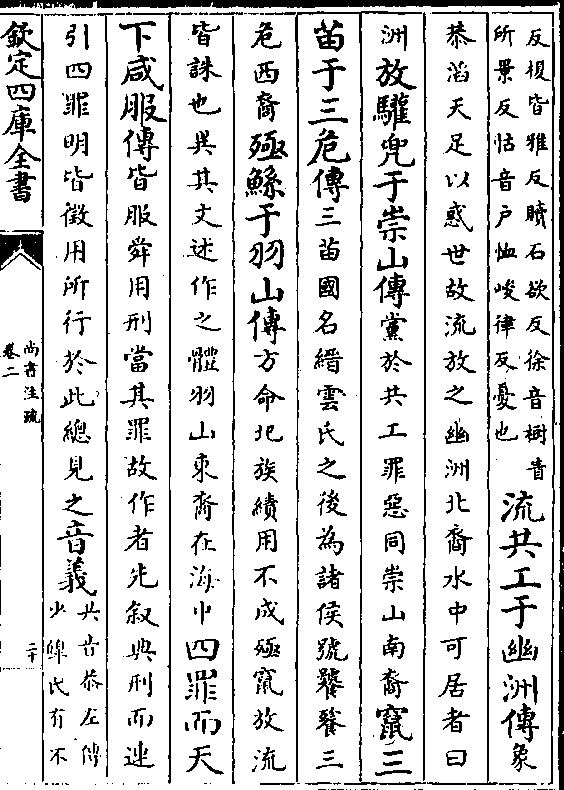 反椱皆雅反贖石欲反徐音樹眚
所景反怙音户恤峻律反憂也
流共工于幽洲傳象
恭滔天足以惑世故流放之幽洲北裔水中可居者曰
洲放驩兜于崇山傳黨於共工罪惡同崇山南裔竄三
苗于三危傳三苗國名縉雲氏之後為諸侯號饕餮三
危西裔殛鯀于羽山傳方命圮族績用不成殛竄放流
皆誅也異其文述作之體羽山東裔在海中四罪而天
下咸服傳皆服舜用刑當其罪故作者先叙典刑而連
引四罪明皆徵用所行於此總見之音義
共音恭左傳
少皥氏有不
欽定四庫全書
尚書注疏
卷二
二十